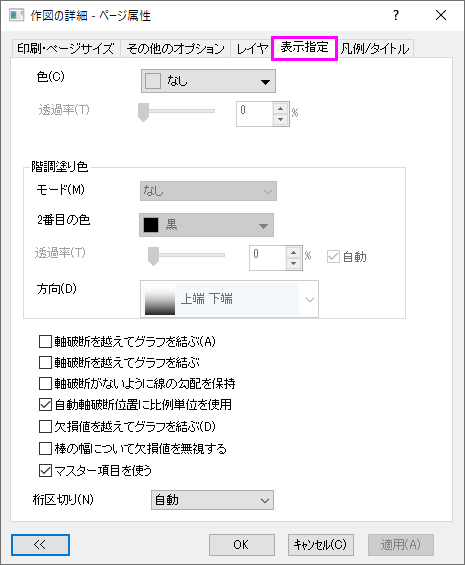 作図の詳細 - ページ属性
印刷・ページサイズ その他のオプション レイヤ 表示指定 凡例/タイトル
色(C) なし
透過率(T) 0 %
階調塗り色
モード(M) なし
2番目の色 黒
透過率(T) 0 % 自動
方向(D) 上端 下端
軸破断を越えてグラフを結ぶ(A)
軸破断を越えてグラフを結ぶ
軸破断がないように線の勾配を保持
自動軸破断位置に比例単位を使用
欠損値を越えてグラフを結ぶ(D)
棒の幅について欠損値を無視する
マスター項目を使う
桁区切り(N) 自動
<< OK キャンセル(C) 適用(A)